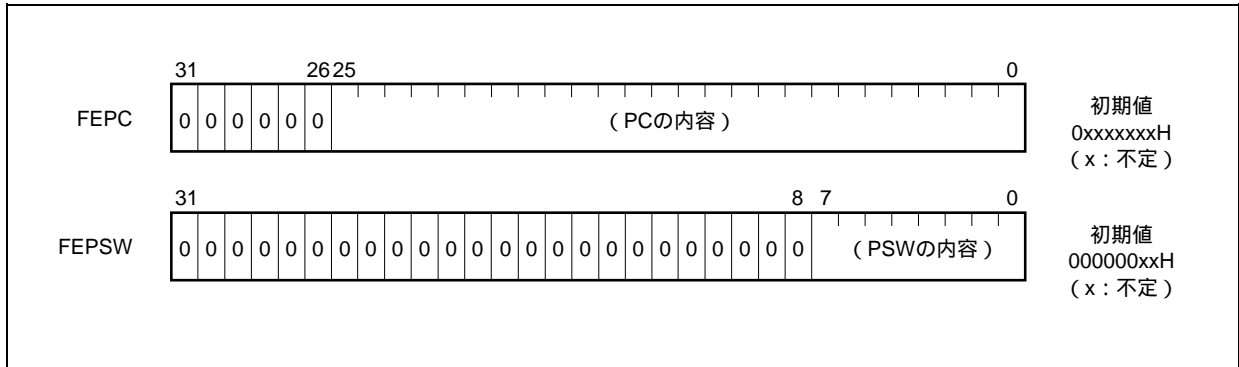 31 26 25 0
FEPC 0 0 0 0 0 0 （PCの内容） 初期値
0xxxxxxxH
（x：不定）
31 8 7 0
FEPSW 0 0 0 0 0 0 0 0 0 0 0 0 0 0 0 0 0 0 0 0 0 0 0 0 （PSWの内容） 初期値
000000xxH
（x：不定）